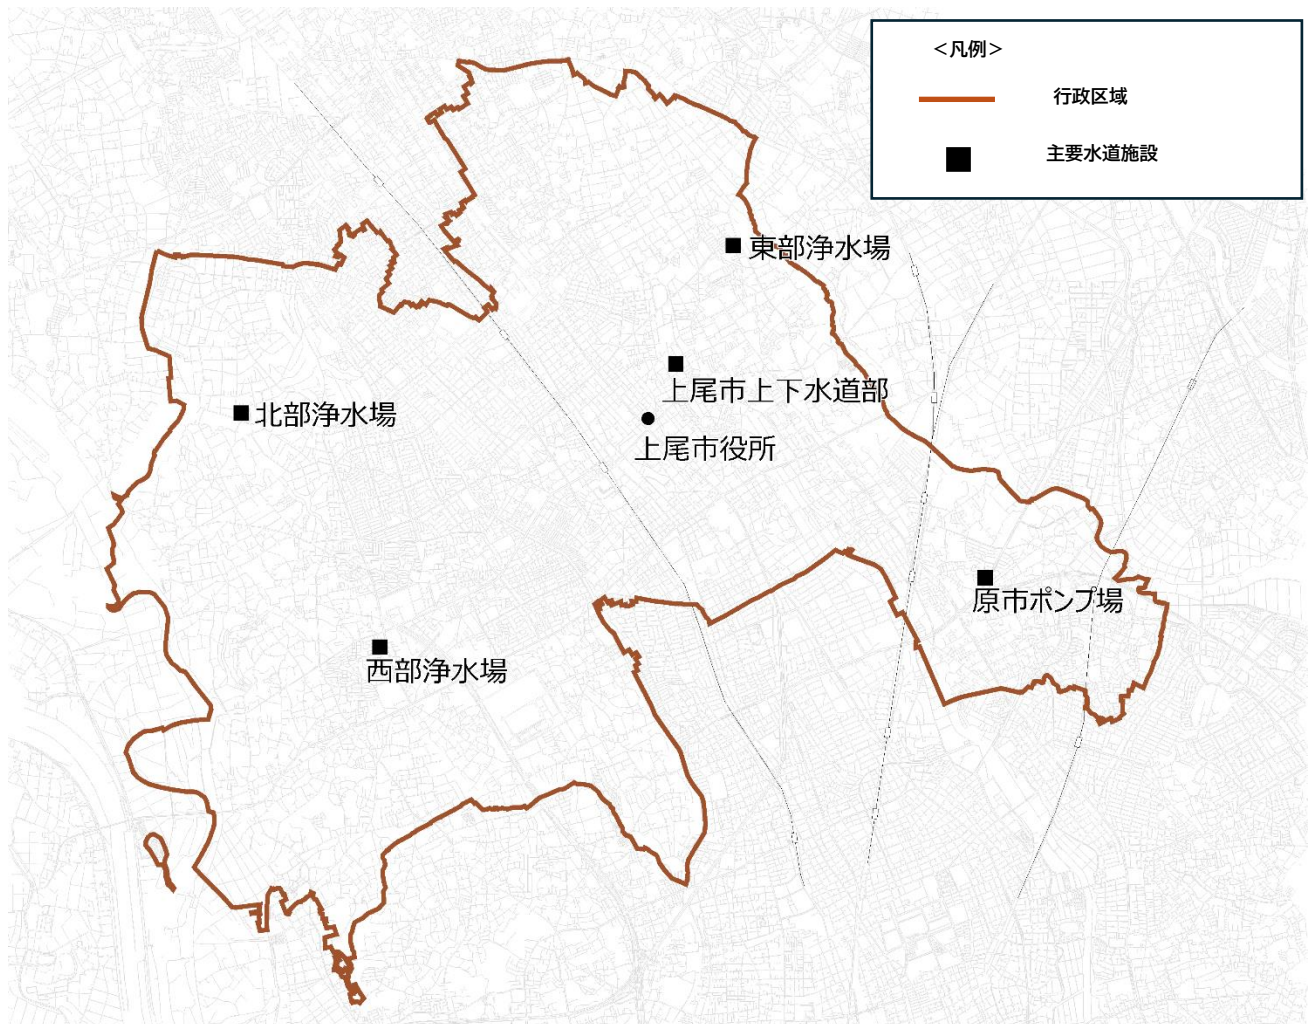 ＜凡例＞
行政区域
主要水道施設
東部浄水場
上尾市上下水道部
北部浄水場
上尾市役所
原市ポンプ場
西部浄水場